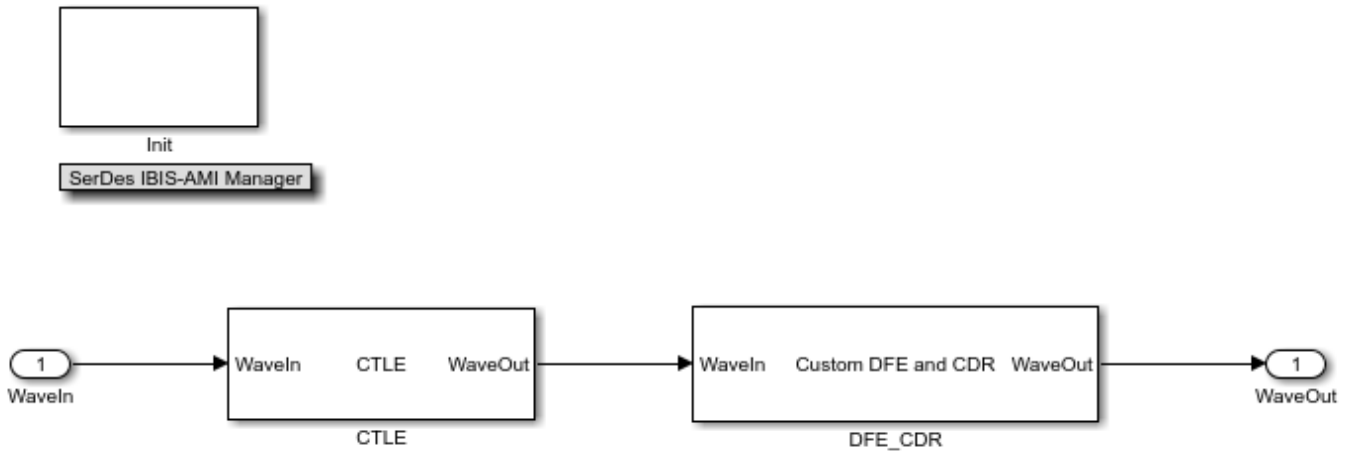 Init
SerDes IBIS-AMI Manager
1
WaveIn
WaveIn CTLE WaveOut
CTLE
WaveIn Custom DFE and CDR WaveOut
DFE_CDR
1
WaveOut